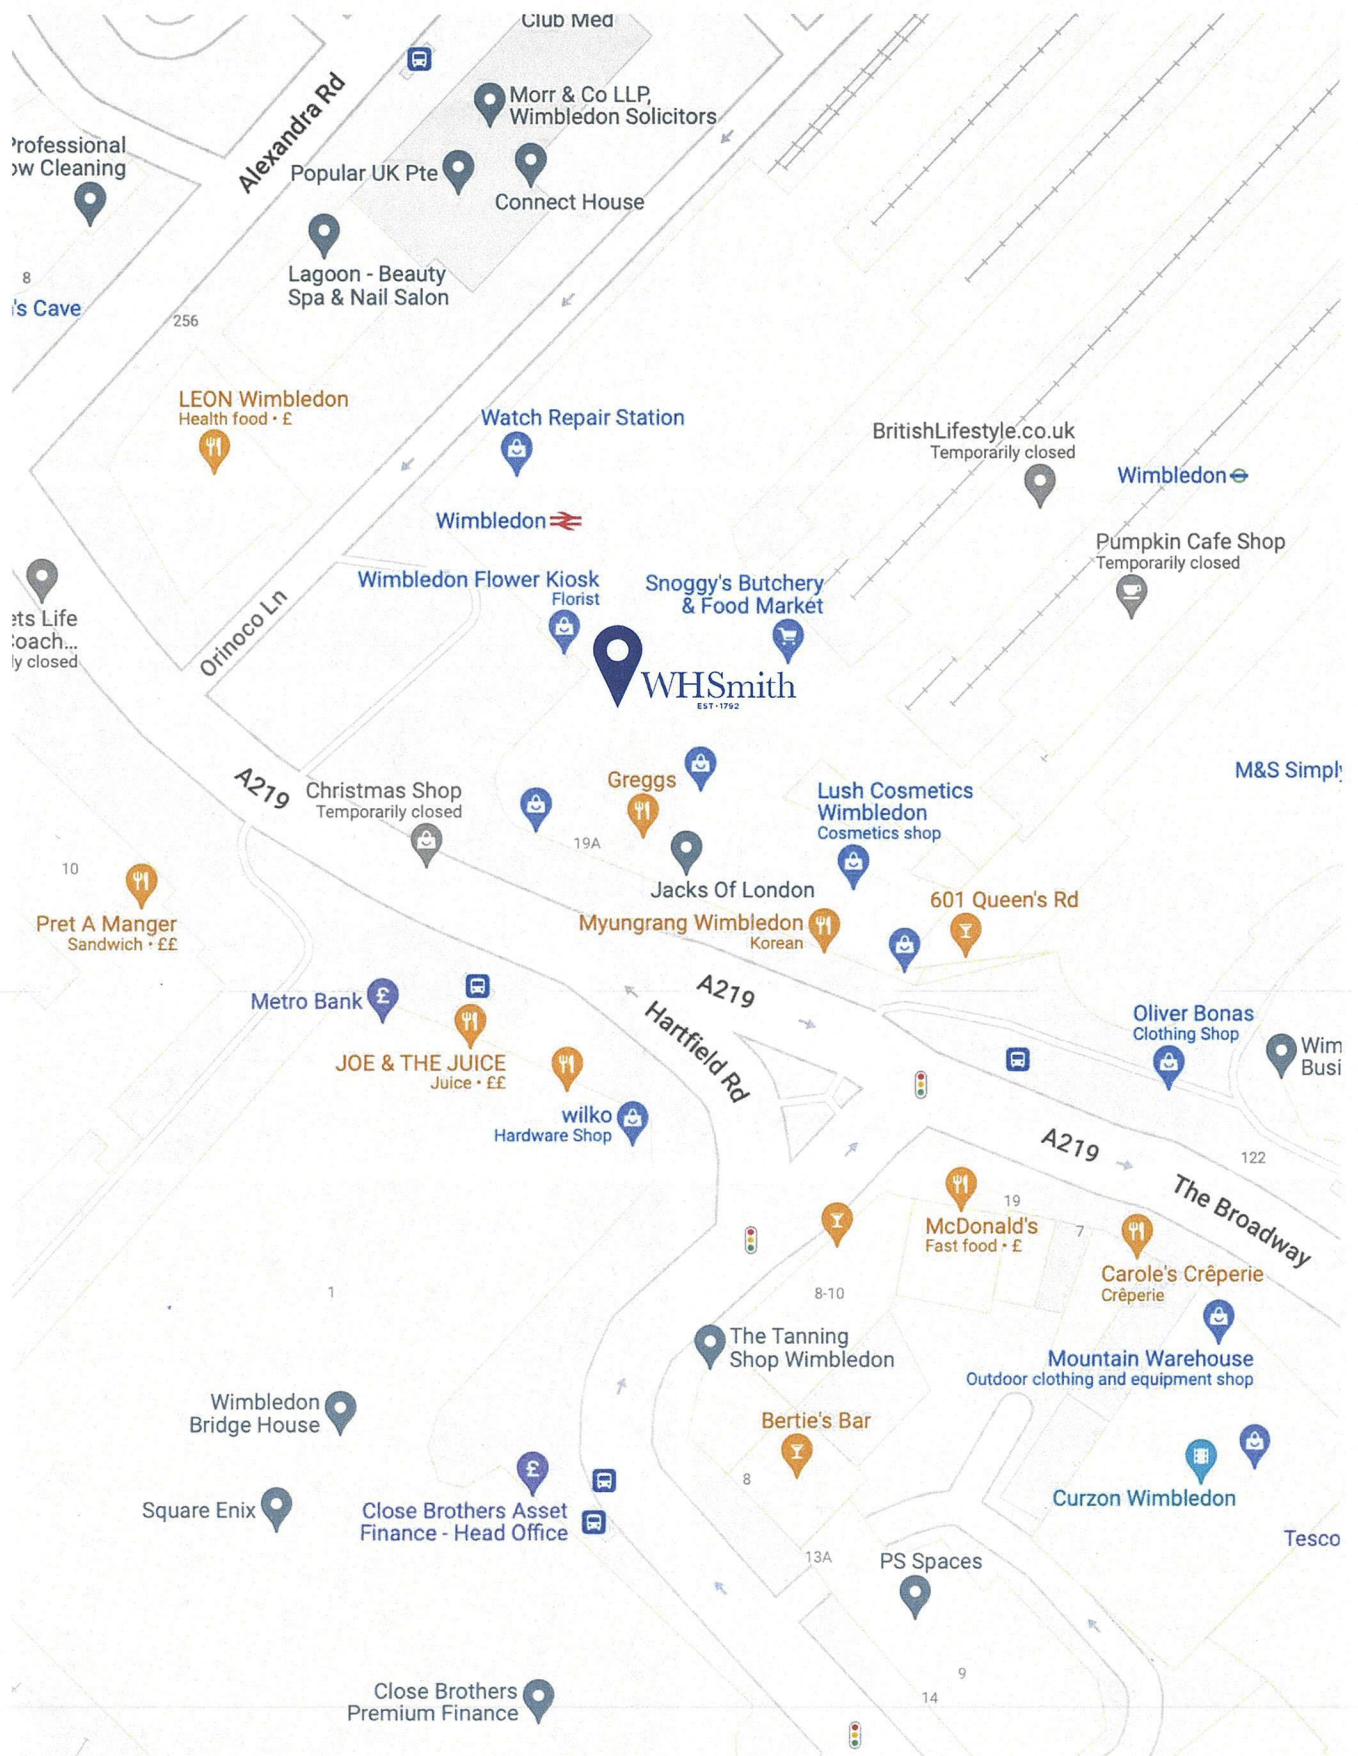 Club Med
Morr & Co LLP,
Wimbledon Solicitors
Alexandra Rd
Professional
ow Cleaning
Popular UK Pte
Connect House
Lagoon - Beauty
Spa & Nail Salon
8
's Cave
256
LEON Wimbledon
Health food · £
Watch Repair Station
BritishLifestyle.co.uk
Temporarily closed
Wimbledon
Wimbledon
Pumpkin Cafe Shop
Temporarily closed
Wimbledon Flower Kiosk
Florist
Snoggy's Butchery
& Food Market
ets Life
Coach...
ly closed
Orinoco Ln
WHSmith
EST · 1792
A219
Christmas Shop
Temporarily closed
Greggs
M&S Simply
Lush Cosmetics
Wimbledon
Cosmetics shop
19A
10
Jacks Of London
601 Queen's Rd
Pret A Manger
Sandwich · ££
Myungrang Wimbledon
Korean
Metro Bank
A219
Hartfield Rd
Oliver Bonas
Clothing Shop
Wim
Busi
JOE & THE JUICE
Juice · ££
wilko
Hardware Shop
A219
122
The Broadway
19
McDonald's
Fast food · £
7
Carole's Crêperie
Crêperie
1
8-10
The Tanning
Shop Wimbledon
Mountain Warehouse
Outdoor clothing and equipment shop
Wimbledon
Bridge House
Bertie's Bar
8
Curzon Wimbledon
Square Enix
Close Brothers Asset
Finance - Head Office
Tesco
13A
PS Spaces
9
14
Close Brothers
Premium Finance